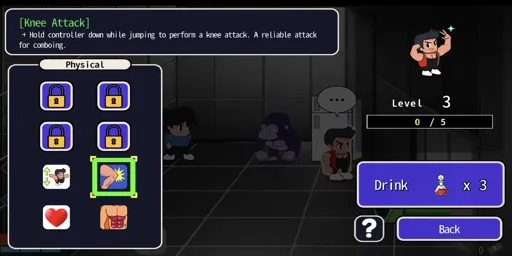 [Knee Attack]
+ Hold controller down while jumping to perform a knee attack. A reliable attack
for comboing.
Physical
...
Level 3
0 / 5
Drink x 3
?
Back
0